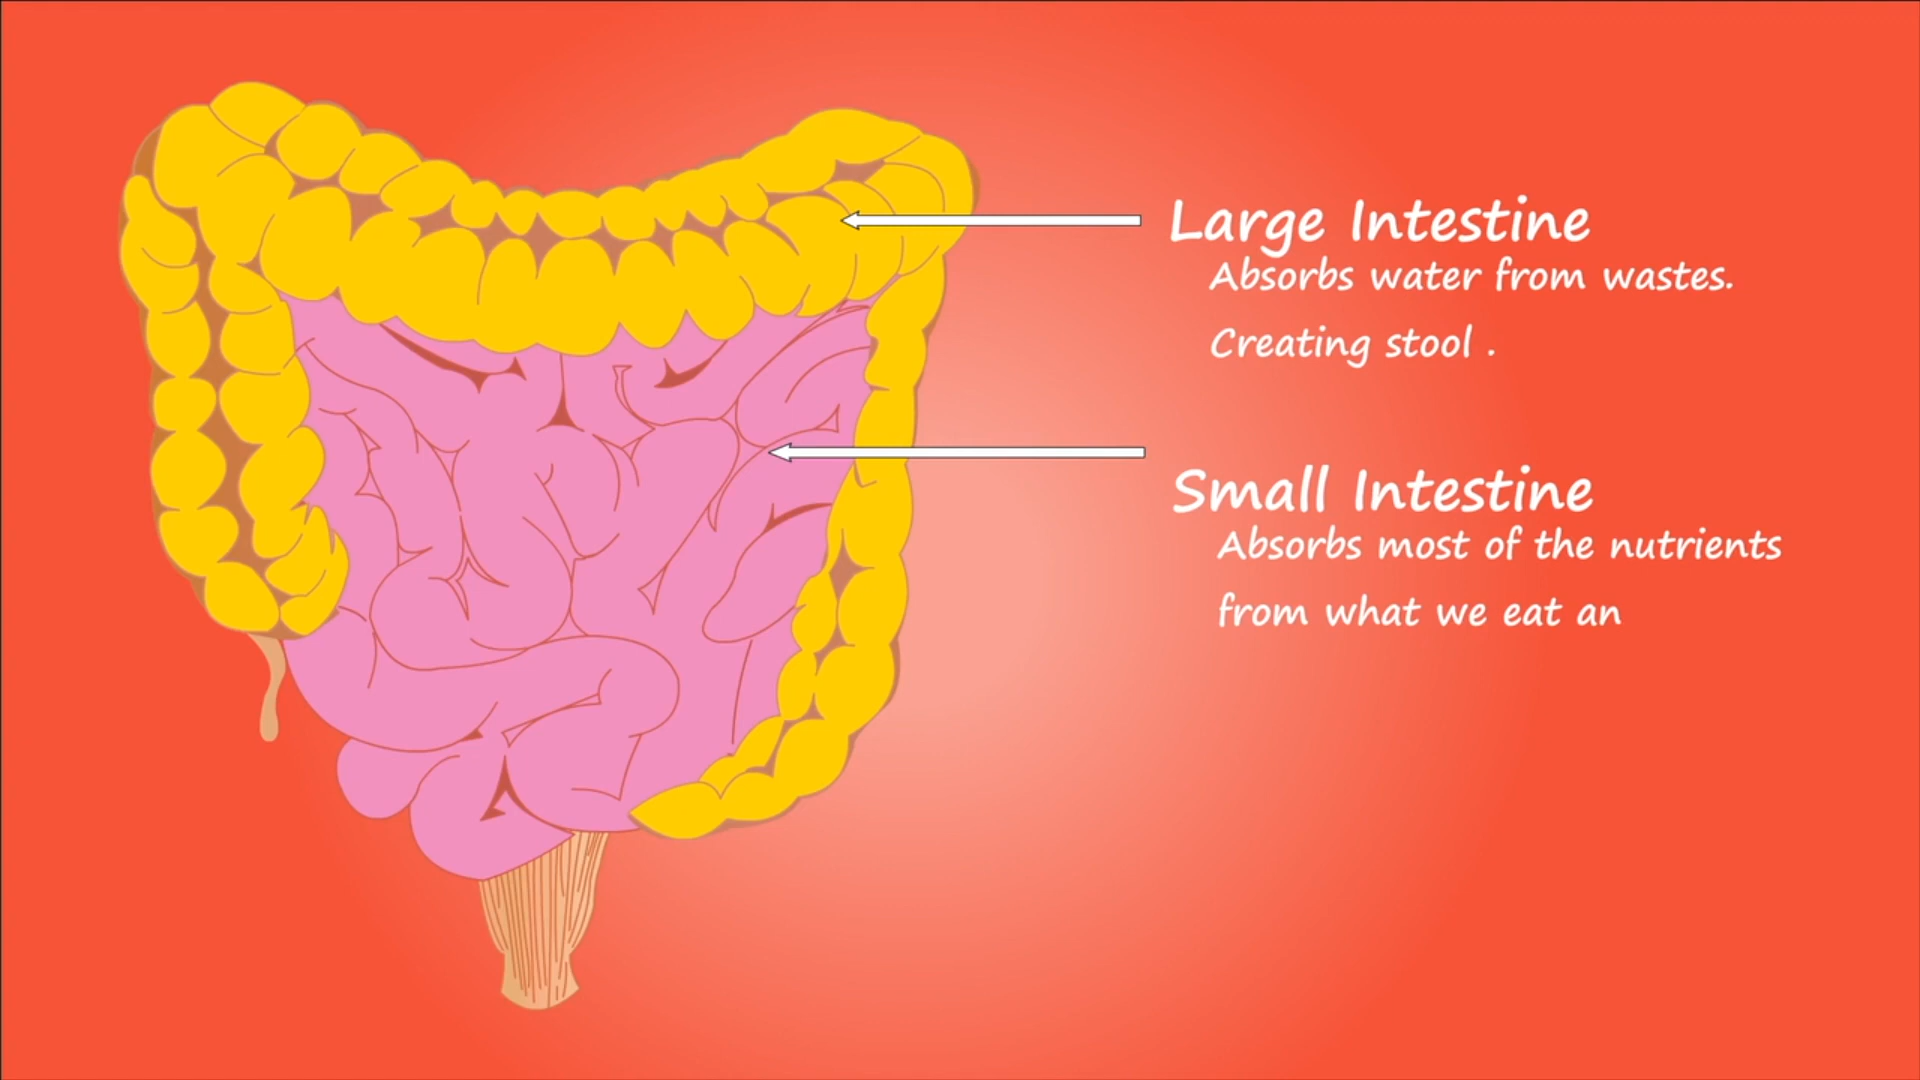 Large Intestine
Absorbs water from wastes.
Creating stool .
Small Intestine
Absorbs most of the nutrients
from what we eat an